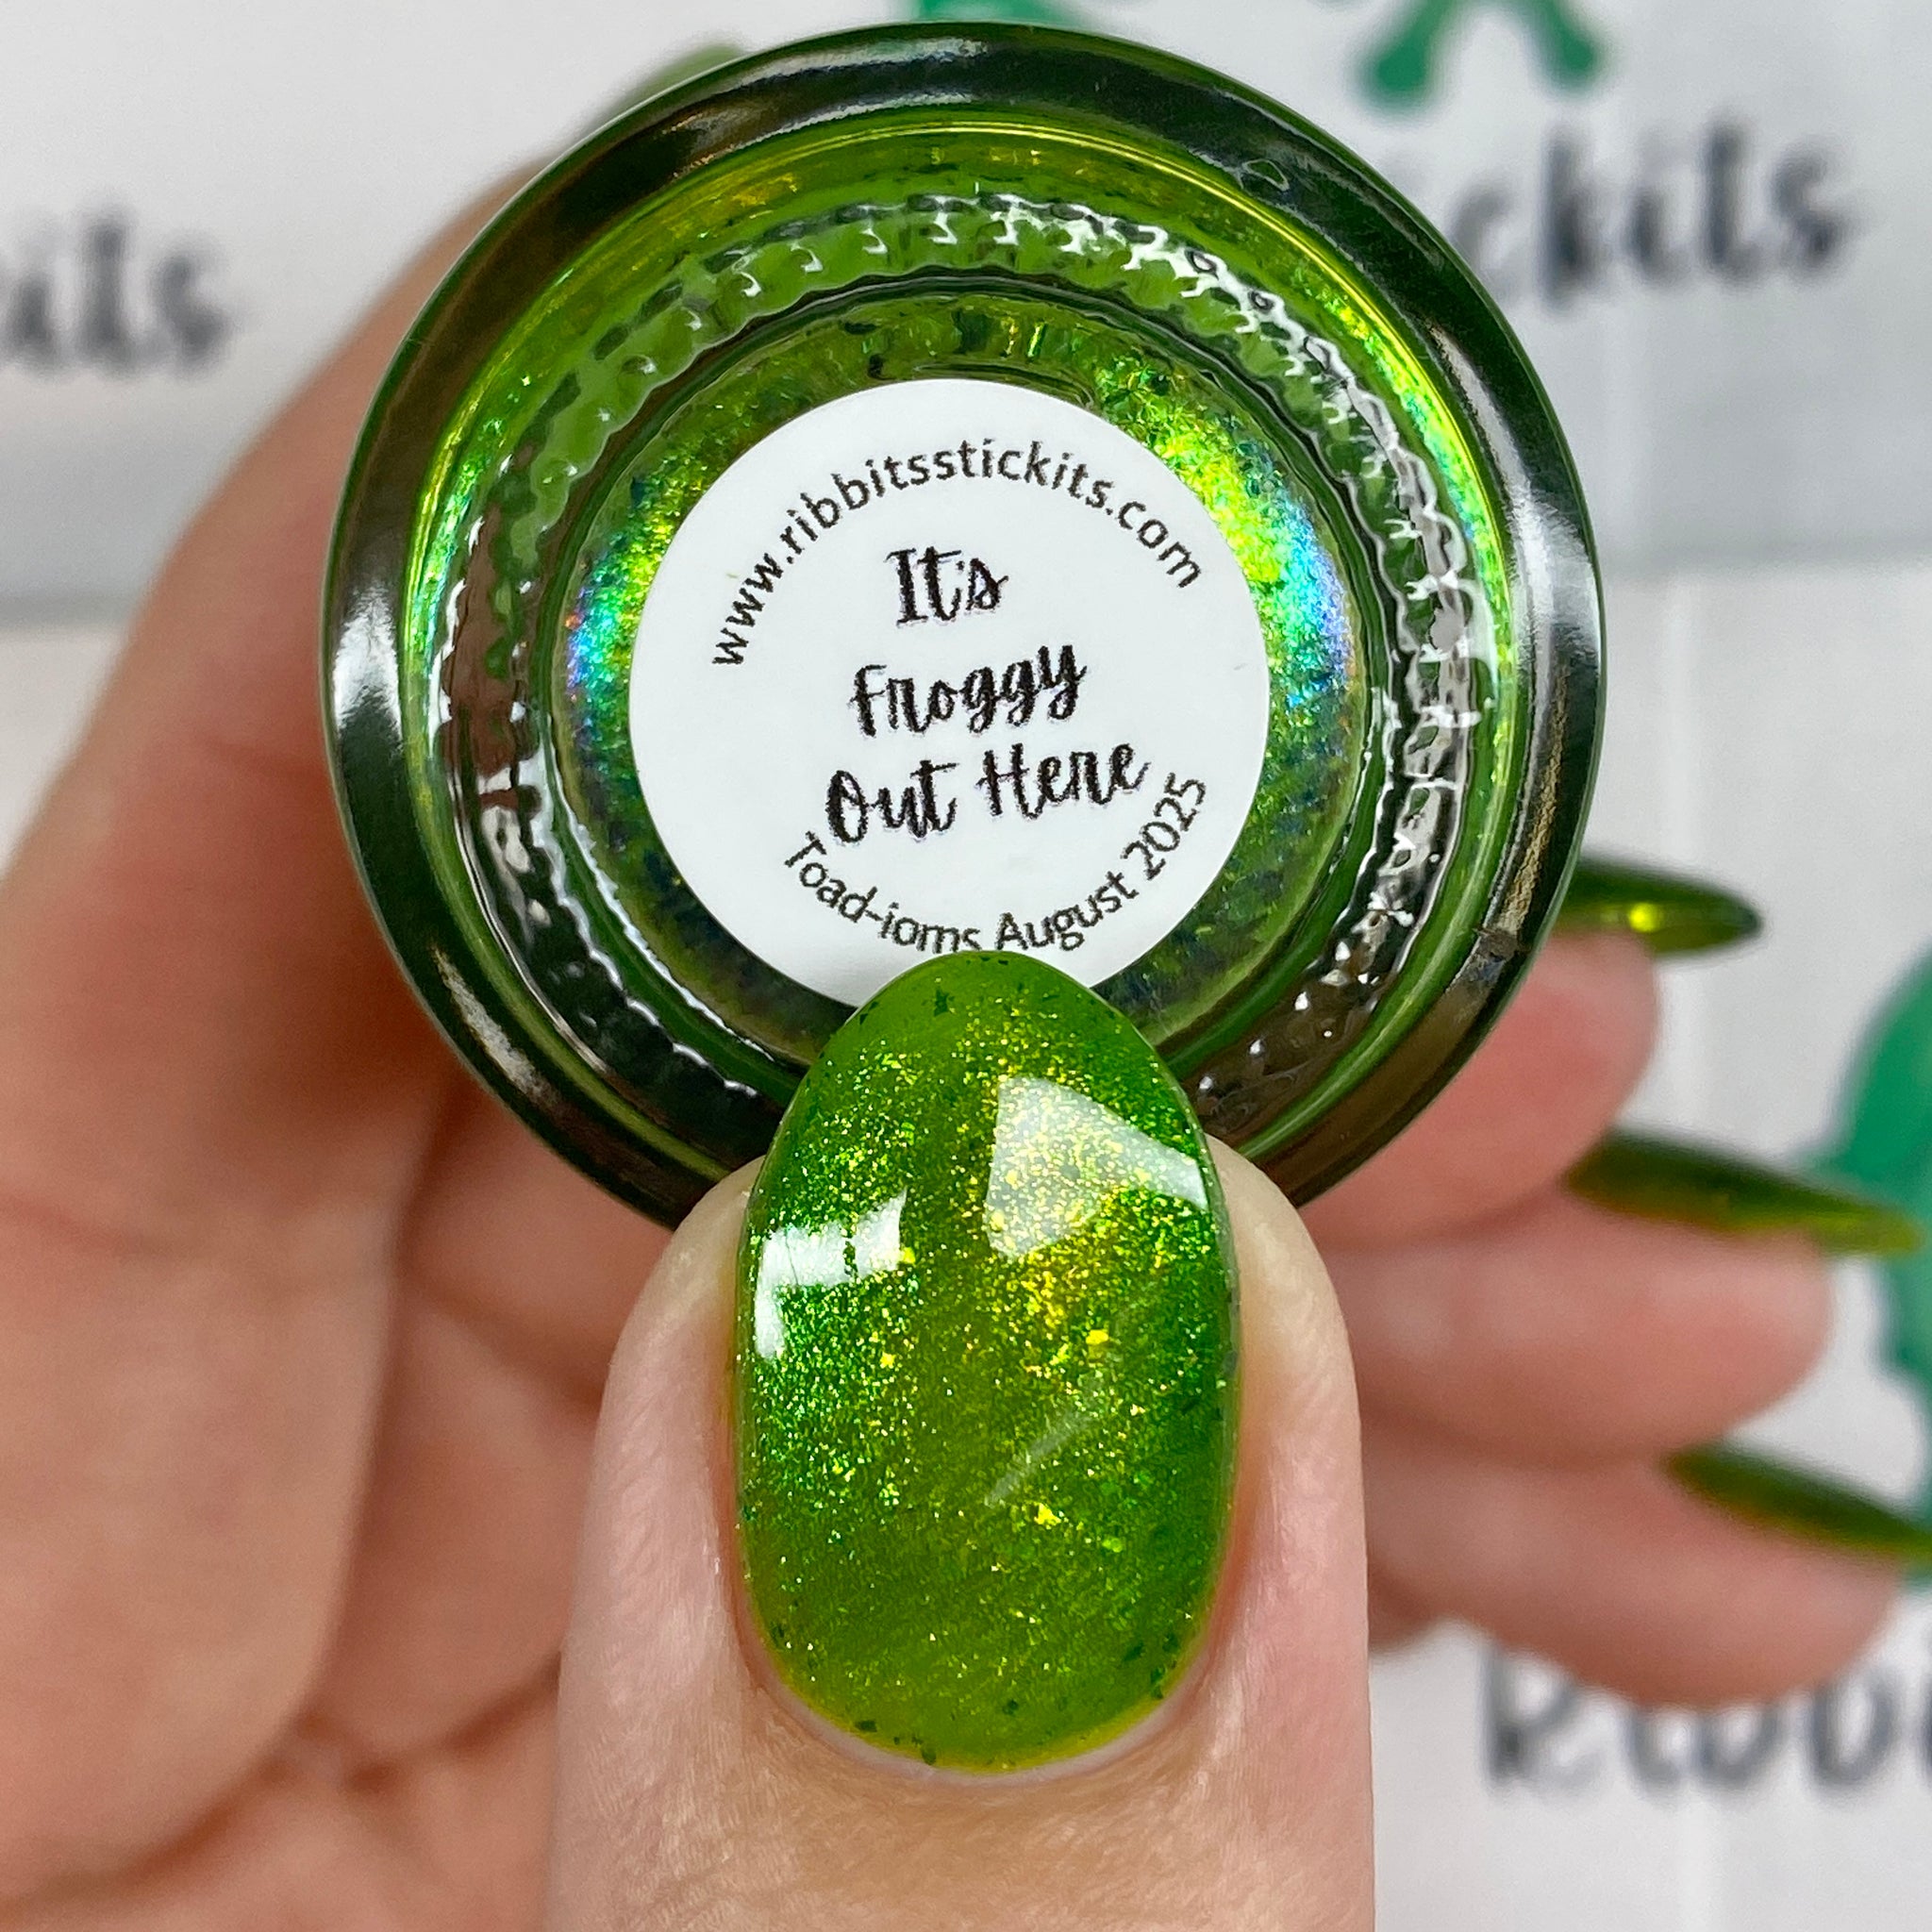 www.ribbitsstickits.com
It's
Froggy
Out Here
Toad-ioms August 2025